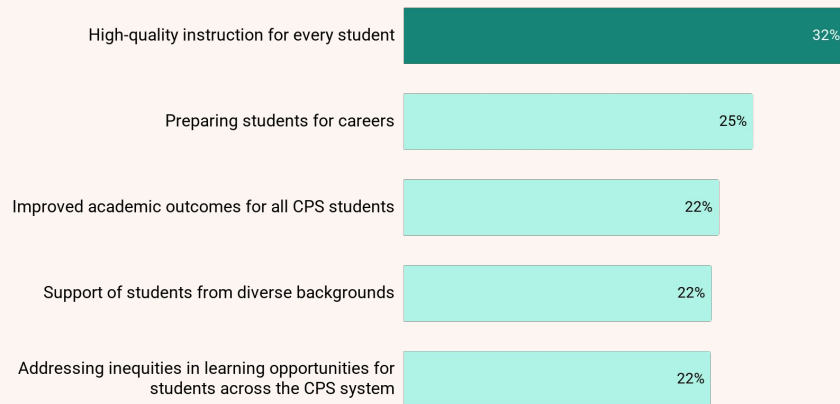 High-quality instruction for every student
32%
Preparing students for careers
25%
Improved academic outcomes for all CPS students
22%
Support of students from diverse backgrounds
22%
Addressing inequities in learning opportunities for
students across the CPS system
22%